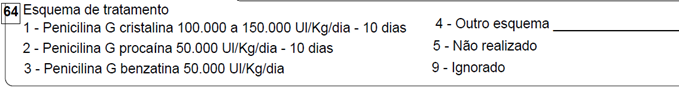 64 Esquema de tratamento
1 - Penicilina G cristalina 100.000 a 150.000 UI/Kg/dia - 10 dias
2 - Penicilina G procaína 50.000 UI/Kg/dia - 10 dias
3 - Penicilina G benzatina 50.000 UI/Kg/dia
4 - Outro esquema
5 - Não realizado
9 - Ignorado